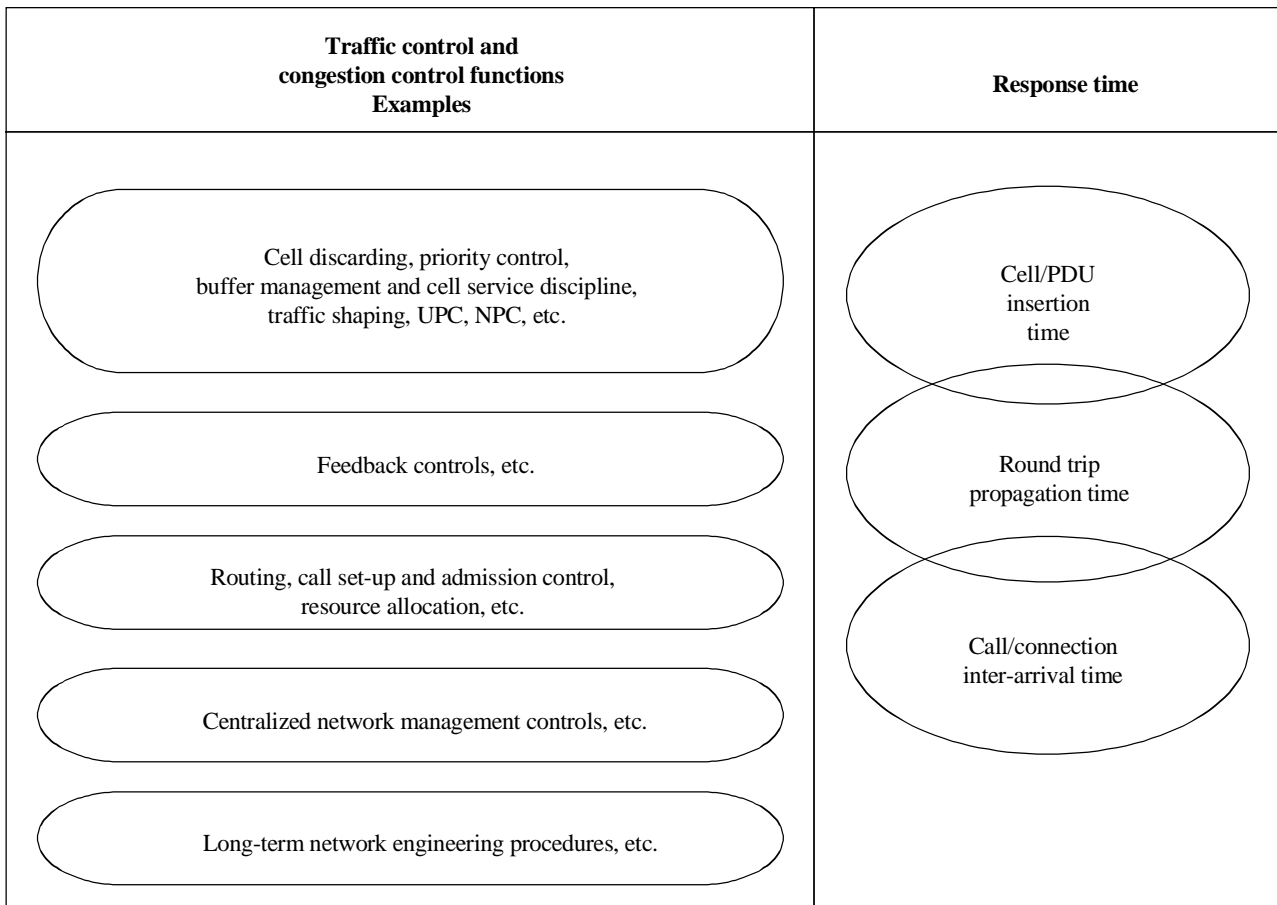 Traffic control and
congestion control functions
Examples
Response time
Cell discarding, priority control,
buffer management and cell service discipline,
traffic shaping, UPC, NPC, etc.
Feedback controls, etc.
Routing, call set-up and admission control,
resource allocation, etc.
Centralized network management controls, etc.
Long-term network engineering procedures, etc.
Cell/PDU
insertion
time
Round trip
propagation time
Call/connection
inter-arrival time